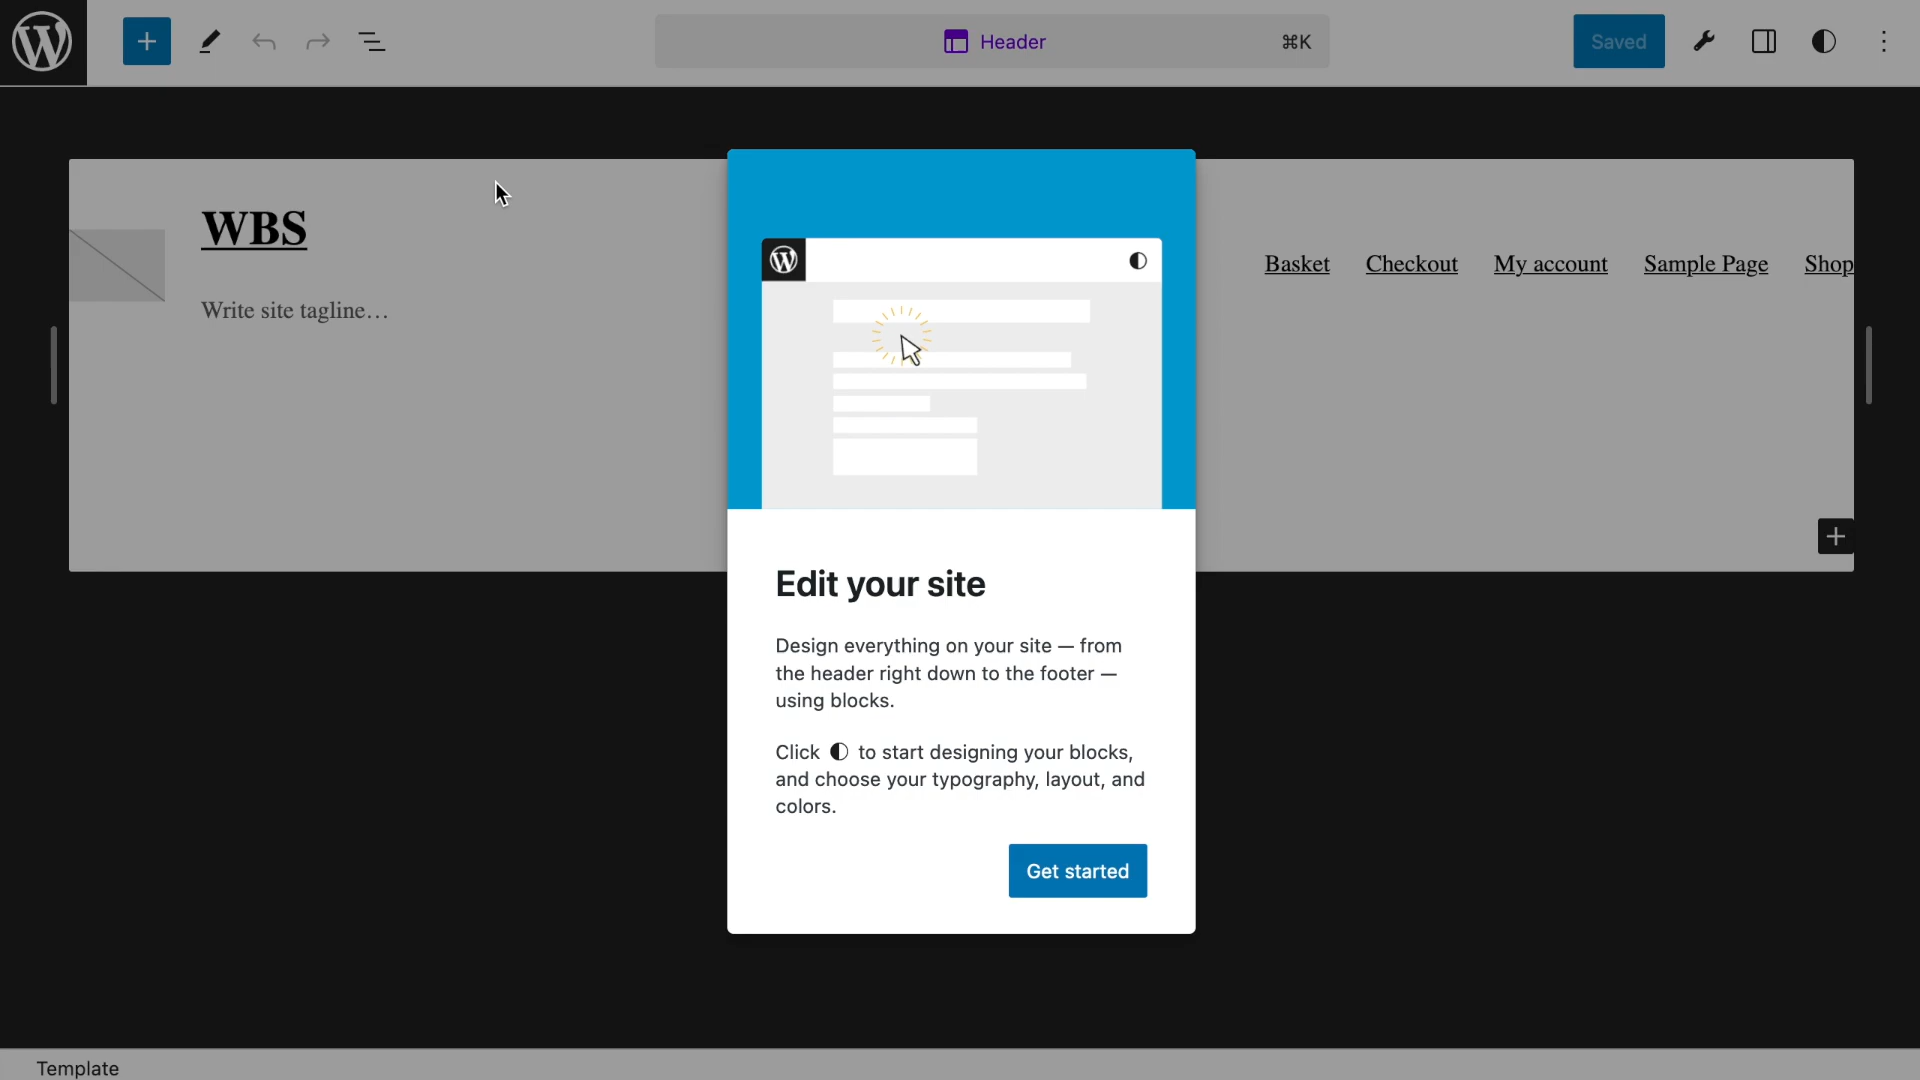 Header ⌘K
Saved
WBS
Write site tagline...
Basket Checkout My account Sample Page Shop
Edit your site
Design everything on your site — from
the header right down to the footer —
using blocks.
Click to start designing your blocks,
and choose your typography, layout, and
colors.
Get started
Template